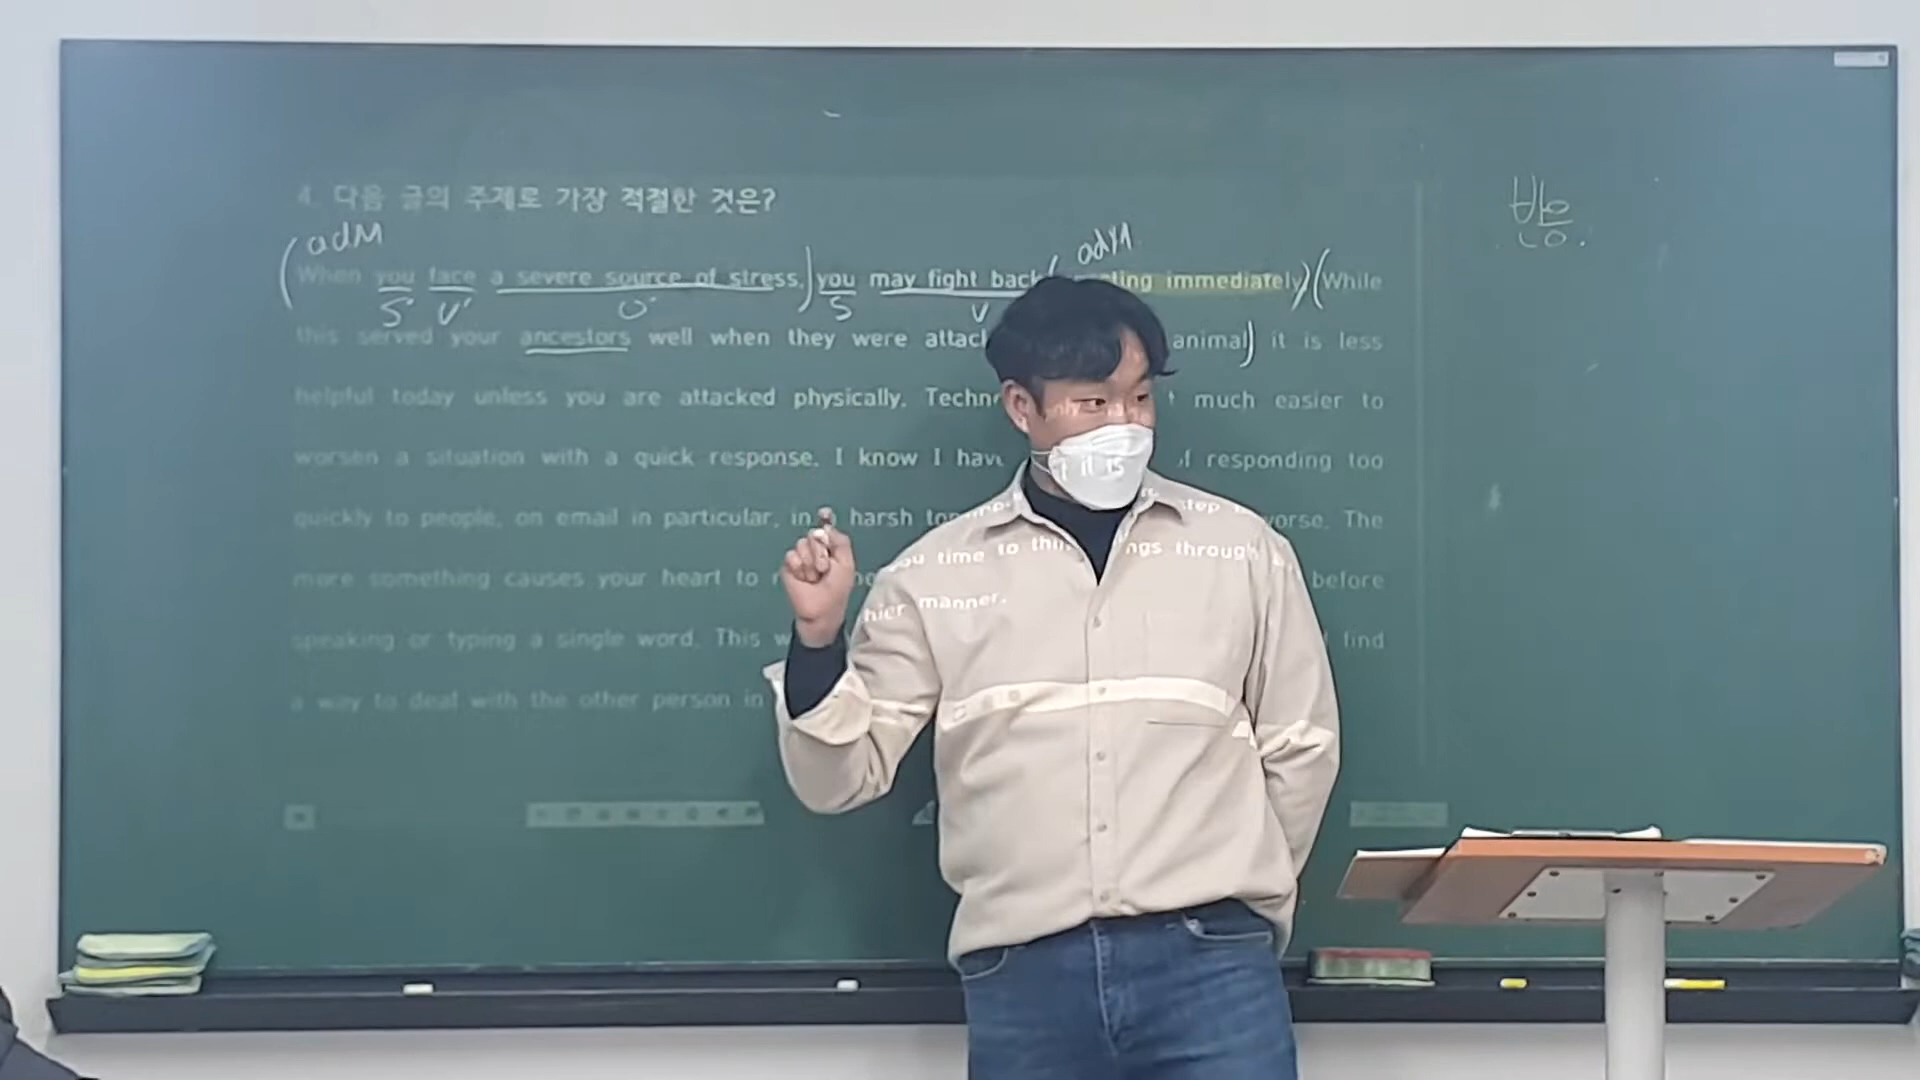 4. 다음 글의 주제로 가장 적절한 것은?
adM
adM
(When you face a severe source of stress,) you may fight back( ting immediately)(While
S' V' O' S V
this served your ancestors well when they were attac animal) it is less
helpful today unless you are attacked physically. Techn much easier to
worsen a situation with a quick response. I know I hav it is of responding too
quickly to people, on email in particular, in harsh step worse. The
more something causes your heart to before
you time to ngs through
speaking or typing a single word. This find
hier manner.
a way to deal with the other person in